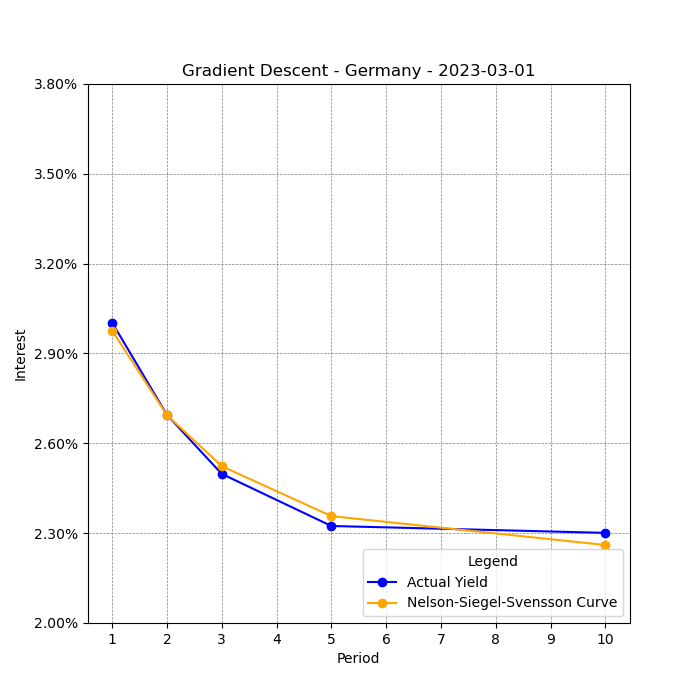 Gradient Descent - Germany - 2023-03-01
3.80%
3.50%
3.20%
2.90%
2.60%
2.30%
2.00%
Interest
1 2 3 4 5 6 7 8 9 10
Period
Legend
Actual Yield
Nelson-Siegel-Svensson Curve